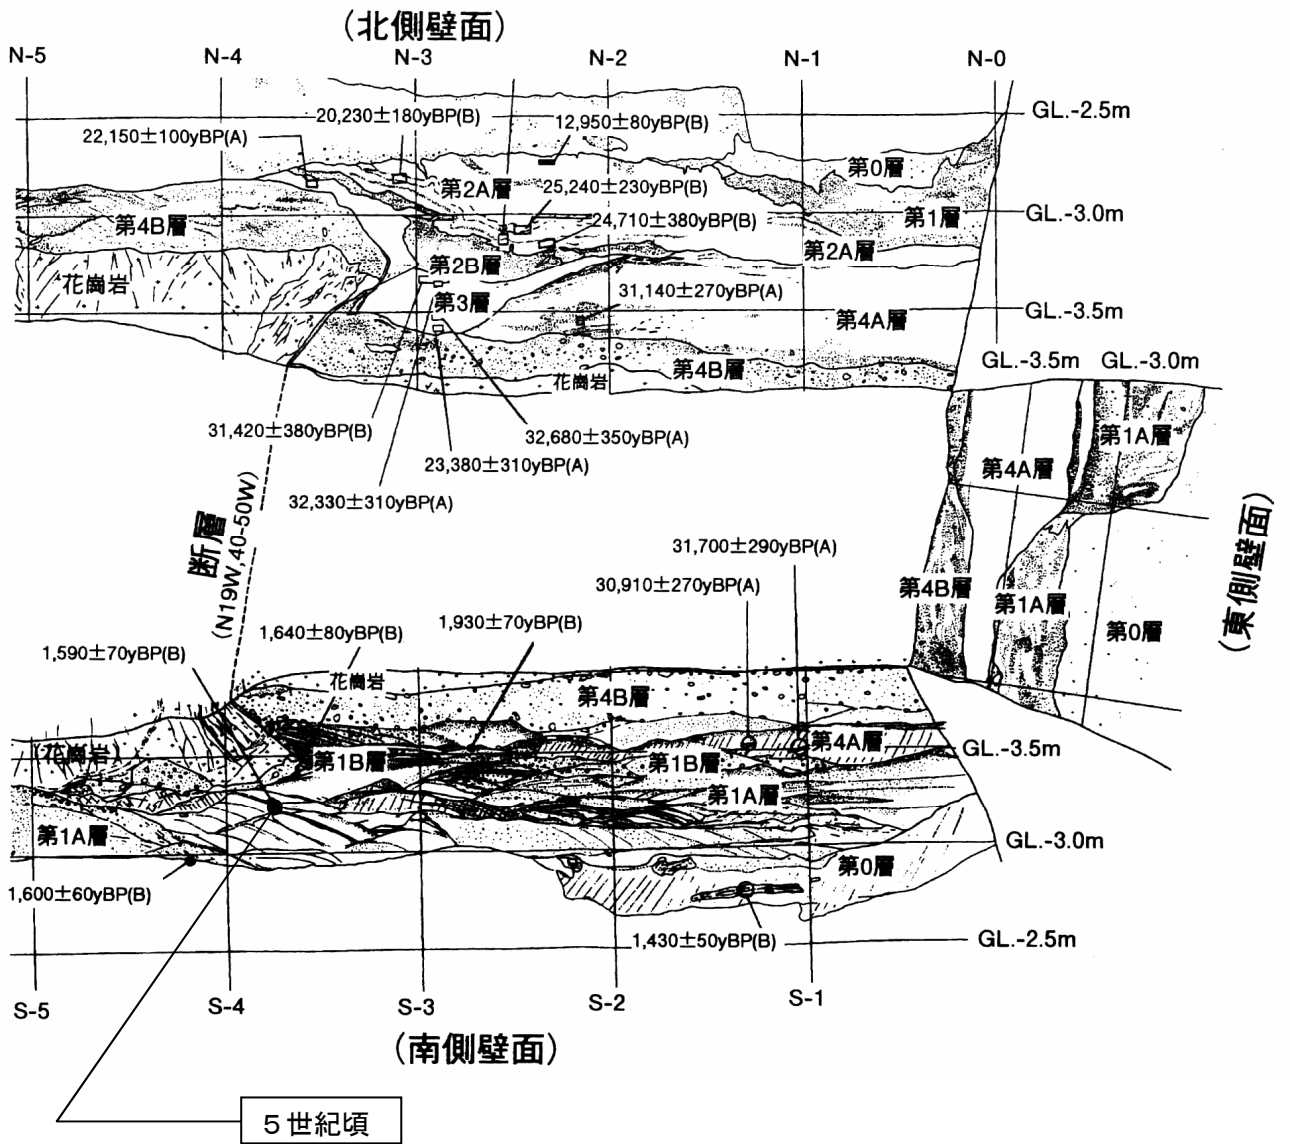 (北側壁面)
N-5
N-4
N-3
N-2
N-1
N-0
GL.-2.5m
20,230±180yBP(B)
22,150±100yBP(A)
12,950±80yBP(B)
第0層
第2A層
25,240±230yBP(B)
24,710±380yBP(B)
第1層
GL.-3.0m
第4B層
第2A層
第2B層
花崗岩
31,140±270yBP(A)
第3層
第4A層
GL.-3.5m
第4B層
花崗岩
GL.-3.5m
GL.-3.0m
31,420±380yBP(B)
32,680±350yBP(A)
23,380±310yBP(A)
32,330±310yBP(A)
第1A層
第4A層
断層
(N19W,40-50W)
31,700±290yBP(A)
30,910±270yBP(A)
第4B層
第1A層
第0層
(東側壁面)
1,930±70yBP(B)
1,640±80yBP(B)
1,590±70yBP(B)
花崗岩
第4B層
(花崗岩)
第4A層
GL.-3.5m
第1B層
第1B層
第1A層
第1A層
GL.-3.0m
第0層
1,600±60yBP(B)
1,430±50yBP(B)
GL.-2.5m
S-5
S-4
S-3
S-2
S-1
(南側壁面)
5世紀頃